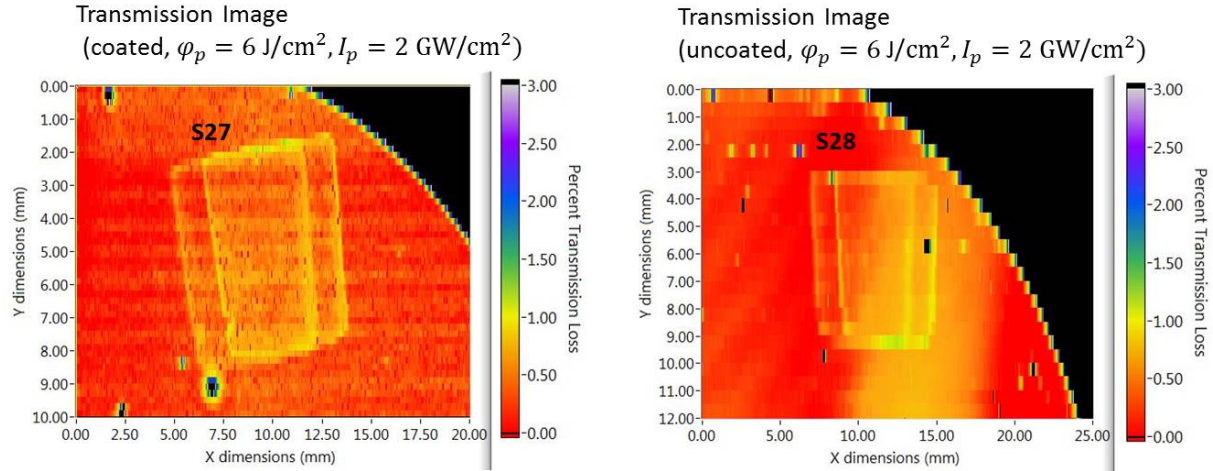 Transmission Image
(coated, φₚ = 6 J/cm², Iₚ = 2 GW/cm²)
S27
0.00
1.00
2.00
3.00
4.00
5.00
6.00
7.00
8.00
9.00
10.00
Y dimensions (mm)
0.00 2.50 5.00 7.50 10.00 12.50 15.00 17.50 20.00
X dimensions (mm)
3.00
2.50
2.00
1.50
1.00
0.50
0.00
Percent Transmission Loss
Transmission Image
(uncoated, φₚ = 6 J/cm², Iₚ = 2 GW/cm²)
S28
0.00
1.00
2.00
3.00
4.00
5.00
6.00
7.00
8.00
9.00
10.00
11.00
12.00
Y dimensions (mm)
0.00 5.00 10.00 15.00 20.00 25.00
X dimensions (mm)
3.00
2.50
2.00
1.50
1.00
0.50
0.00
Percent Transmission Loss